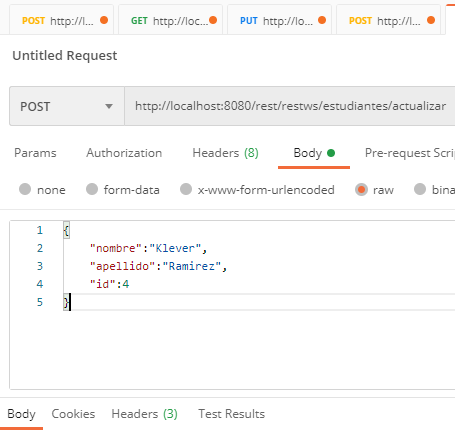 POST http://l... GET http://loc... PUT http://lo... POST http://l...
Untitled Request
POST http://localhost:8080/rest/restws/estudiantes/actualizar
Params Authorization Headers (8) Body Pre-request Scri
none form-data x-www-form-urlencoded raw bina
1 {
2 "nombre":"Klever",
3 "apellido":"Ramirez",
4 "id":4
5 }
Body Cookies Headers (3) Test Results